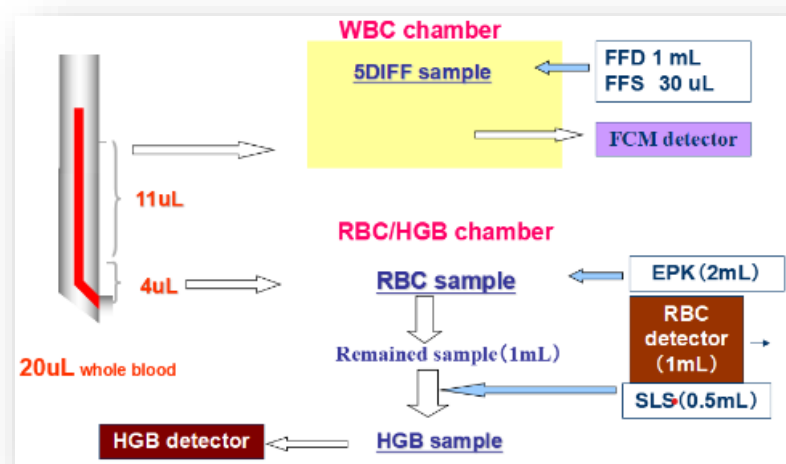 WBC chamber
5DIFF sample
FFD 1 mL
FFS 30 uL
FCM detector
11uL
RBC/HGB chamber
4uL
RBC sample
EPK(2mL)
RBC
detector
(1mL)
Remained sample(1mL)
20uL whole blood
SLS(0.5mL)
HGB detector
HGB sample